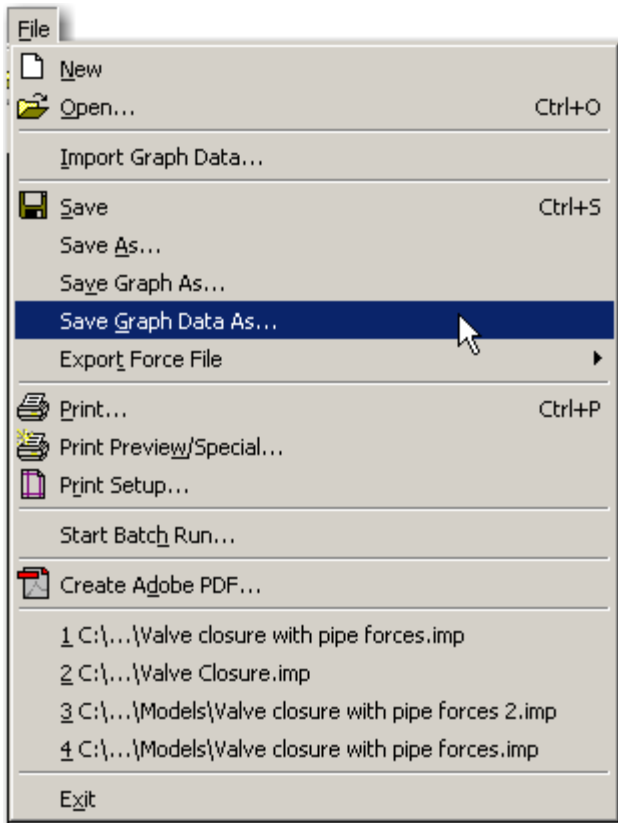 File
New
Open... Ctrl+O
Import Graph Data...
Save Ctrl+S
Save As...
Save Graph As...
Save Graph Data As...
Export Force File
Print... Ctrl+P
Print Preview/Special...
Print Setup...
Start Batch Run...
Create Adobe PDF...
1 C:\...\Valve closure with pipe forces.imp
2 C:\...\Valve Closure.imp
3 C:\...\Models\Valve closure with pipe forces 2.imp
4 C:\...\Models\Valve closure with pipe forces.imp
Exit